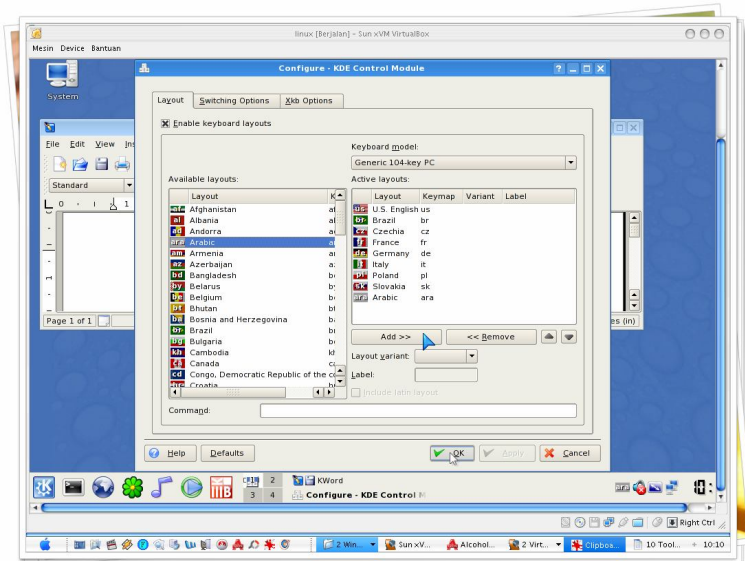 linux [Berjalan] - Sun xVM VirtualBox
Mesin Device Bantuan
System
Configure - KDE Control Module
Layout Switching Options Xkb Options
Enable keyboard layouts
File Edit View
Standard
Keyboard model:
Generic 104-key PC
Available layouts:
Active layouts:
Layout
Layout Keymap Variant Label
Afghanistan
Albania
Andorra
Arabic
Armenia
Azerbaijan
Bangladesh
Belarus
Belgium
Bhutan
Bosnia and Herzegovina
Brazil
Bulgaria
Cambodia
Canada
Congo, Democratic Republic of the
Croatia
U.S. English us
Brazil br
Czechia cz
France fr
Germany de
Italy it
Poland pl
Slovakia sk
Arabic ara
Add >> << Remove
Layout variant:
Label:
Include latin layout
Command:
Page 1 of 1
es (in)
Help Defaults OK Apply Cancel
2 KWord
3 4 Configure - KDE Control M
Right Ctrl
2 Win... Sun xV... Alcohol... 2 Virt... Clipboa... 10 Tool... 10:10